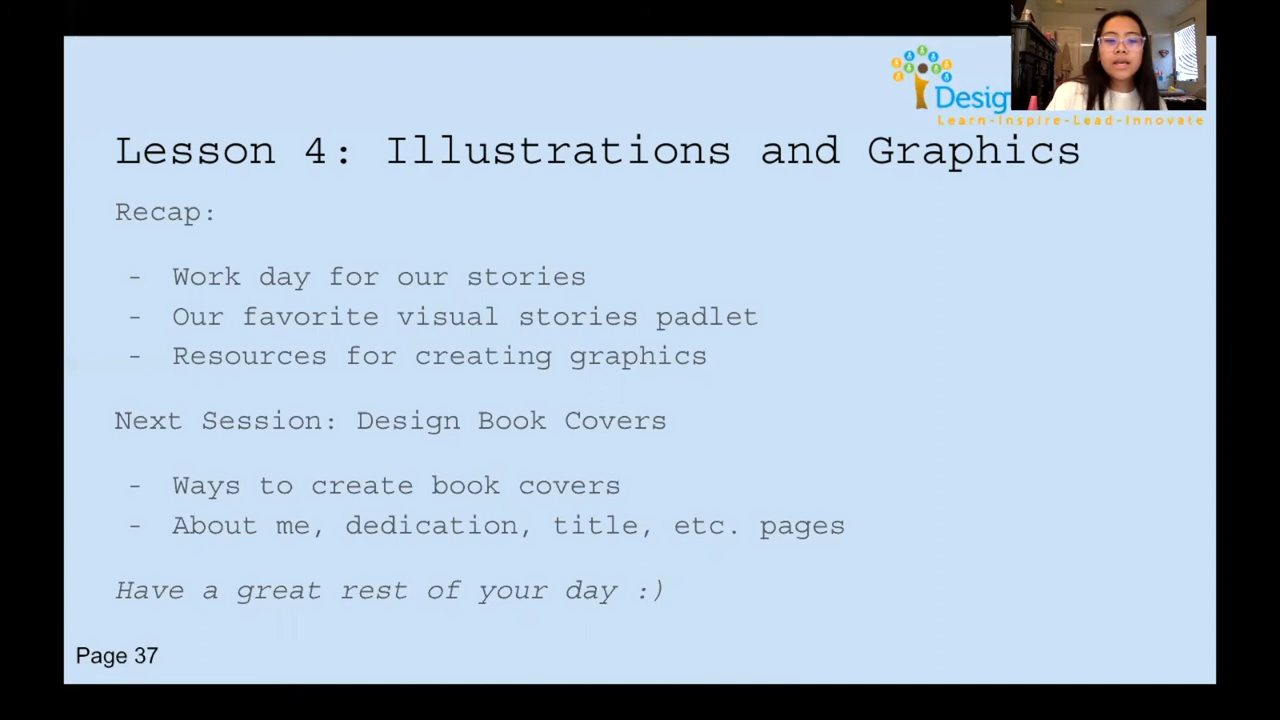 Desig
Learn-Inspire-Lead-Innovate
Lesson 4: Illustrations and Graphics
Recap:
- Work day for our stories
- Our favorite visual stories padlet
- Resources for creating graphics
Next Session: Design Book Covers
- Ways to create book covers
- About me, dedication, title, etc. pages
Have a great rest of your day :)
Page 37